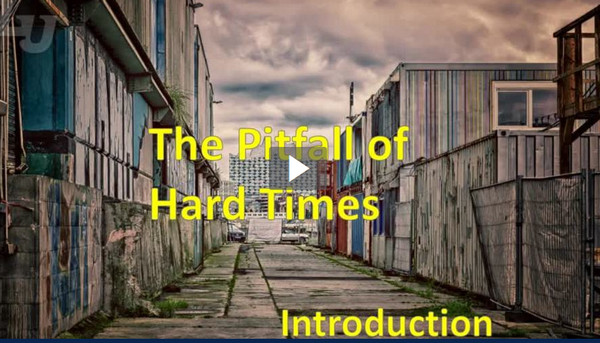 The Pitfall of
Hard Times
Introduction